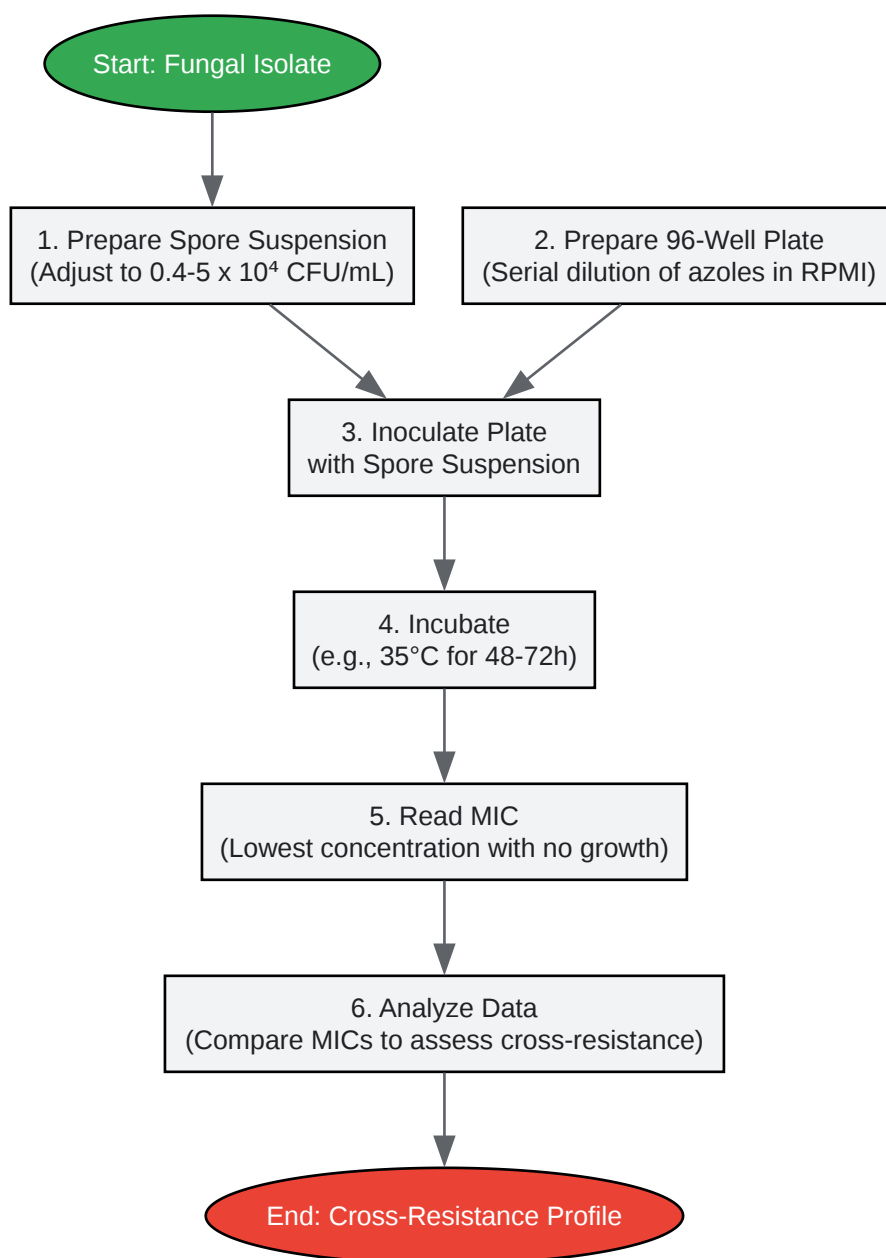 Start: Fungal Isolate
1. Prepare Spore Suspension
(Adjust to 0.4-5 x 10⁴ CFU/mL)
2. Prepare 96-Well Plate
(Serial dilution of azoles in RPMI)
3. Inoculate Plate
with Spore Suspension
4. Incubate
(e.g., 35°C for 48-72h)
5. Read MIC
(Lowest concentration with no growth)
6. Analyze Data
(Compare MICs to assess cross-resistance)
End: Cross-Resistance Profile